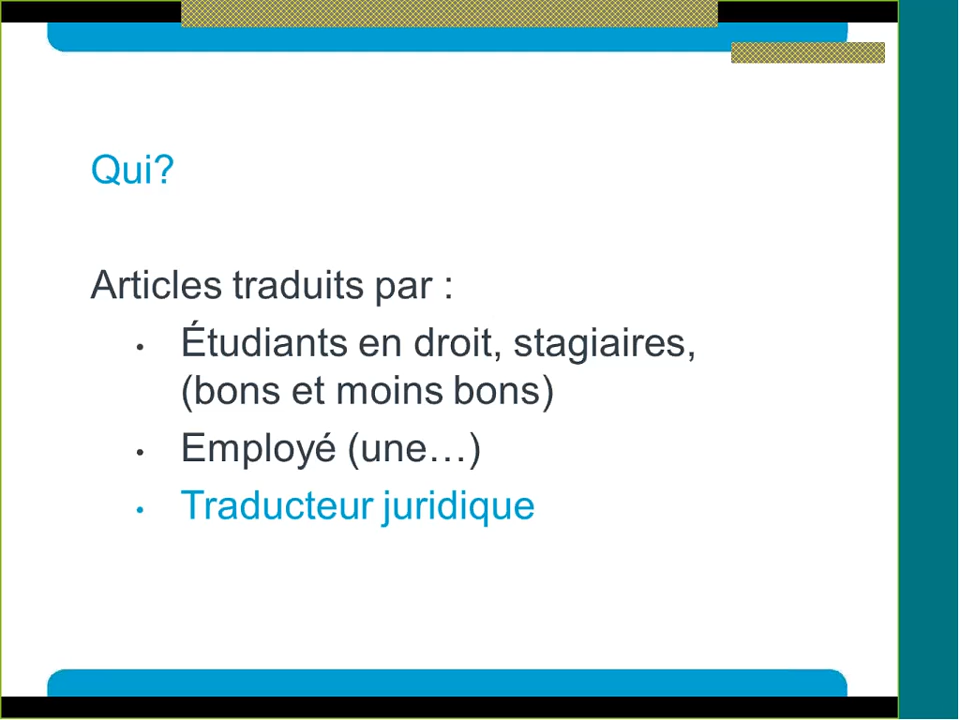 Qui?
Articles traduits par :
• Étudiants en droit, stagiaires,
(bons et moins bons)
• Employé (une…)
• Traducteur juridique